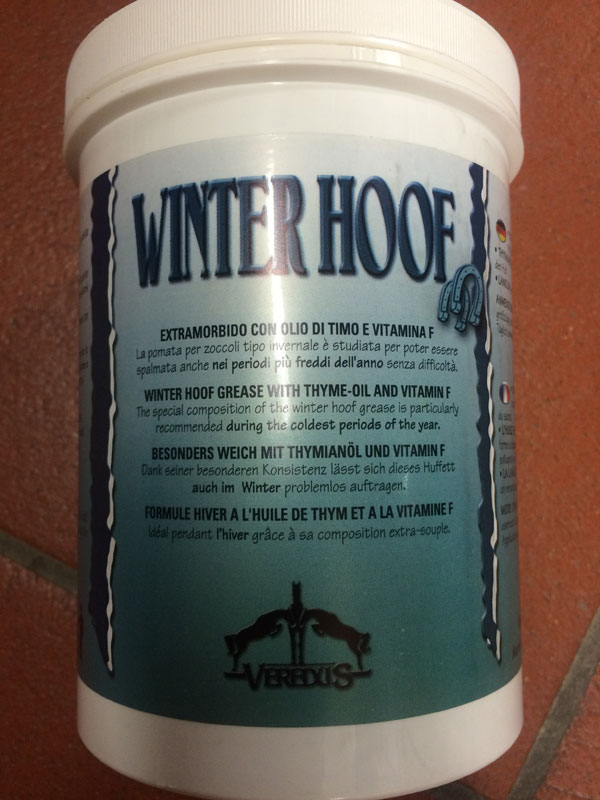 WINTER HOOF
EXTRAMORBIDO CON OLIO DI TIMO E VITAMINA F
La pomata per zoccoli tipo invernale è studiata per poter essere
spalmata anche nei periodi più freddi dell'anno senza difficoltà.
WINTER HOOF GREASE WITH THYME-OIL AND VITAMIN F
The special composition of the winter hoof grease is particularly
recommended during the coldest periods of the year.
BESONDERS WEICH MIT THYMIANÖL UND VITAMIN F
Dank seiner besonderen Konsistenz lässt sich dieses Huffett
auch im Winter problemlos auftragen.
FORMULE HIVER A L'HUILE DE THYM ET A LA VITAMINE F
Idéal pendant l'hiver grâce à sa composition extra-souple.
VEREDUS